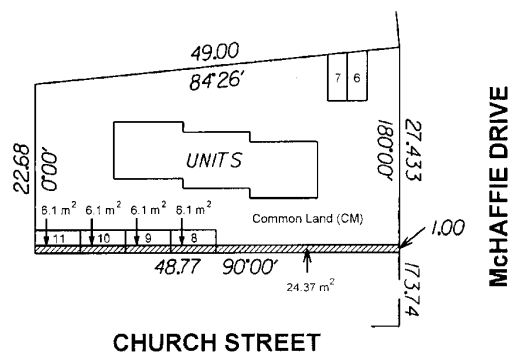 49.00
84°26'
7 6
22.68
0°00'
27.433
180°00'
McHAFFIE DRIVE
UNITS
6.1 m² 6.1 m² 6.1 m² 6.1 m²
Common Land (CM)
11 10 9 8
1.00
48.77 90°00'
24.37 m²
173.74
CHURCH STREET